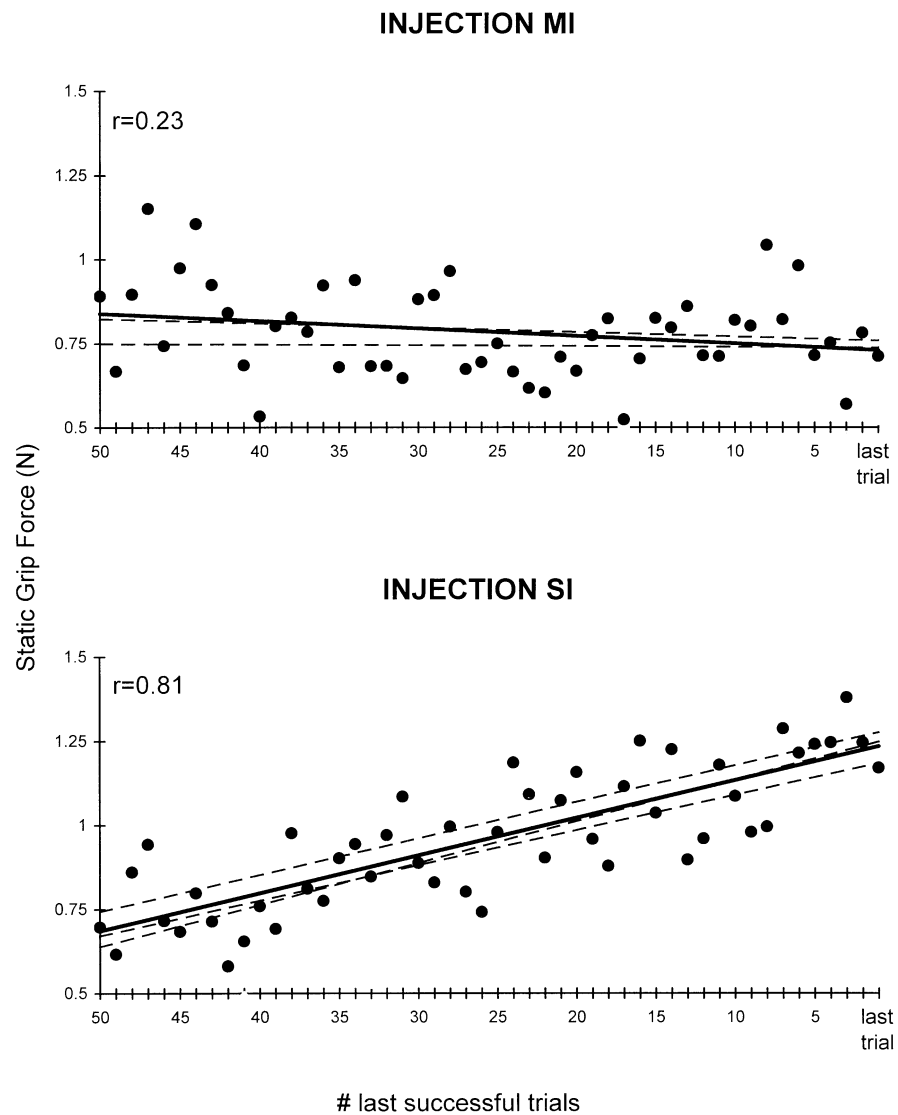 INJECTION MI
1.5
r=0.23
1.25
1
0.75
0.5
50 45 40 35 30 25 20 15 10 5 last
trial
Static Grip Force (N)
INJECTION SI
1.5
r=0.81
1.25
1
0.75
0.5
50 45 40 35 30 25 20 15 10 5 last
trial
# last successful trials